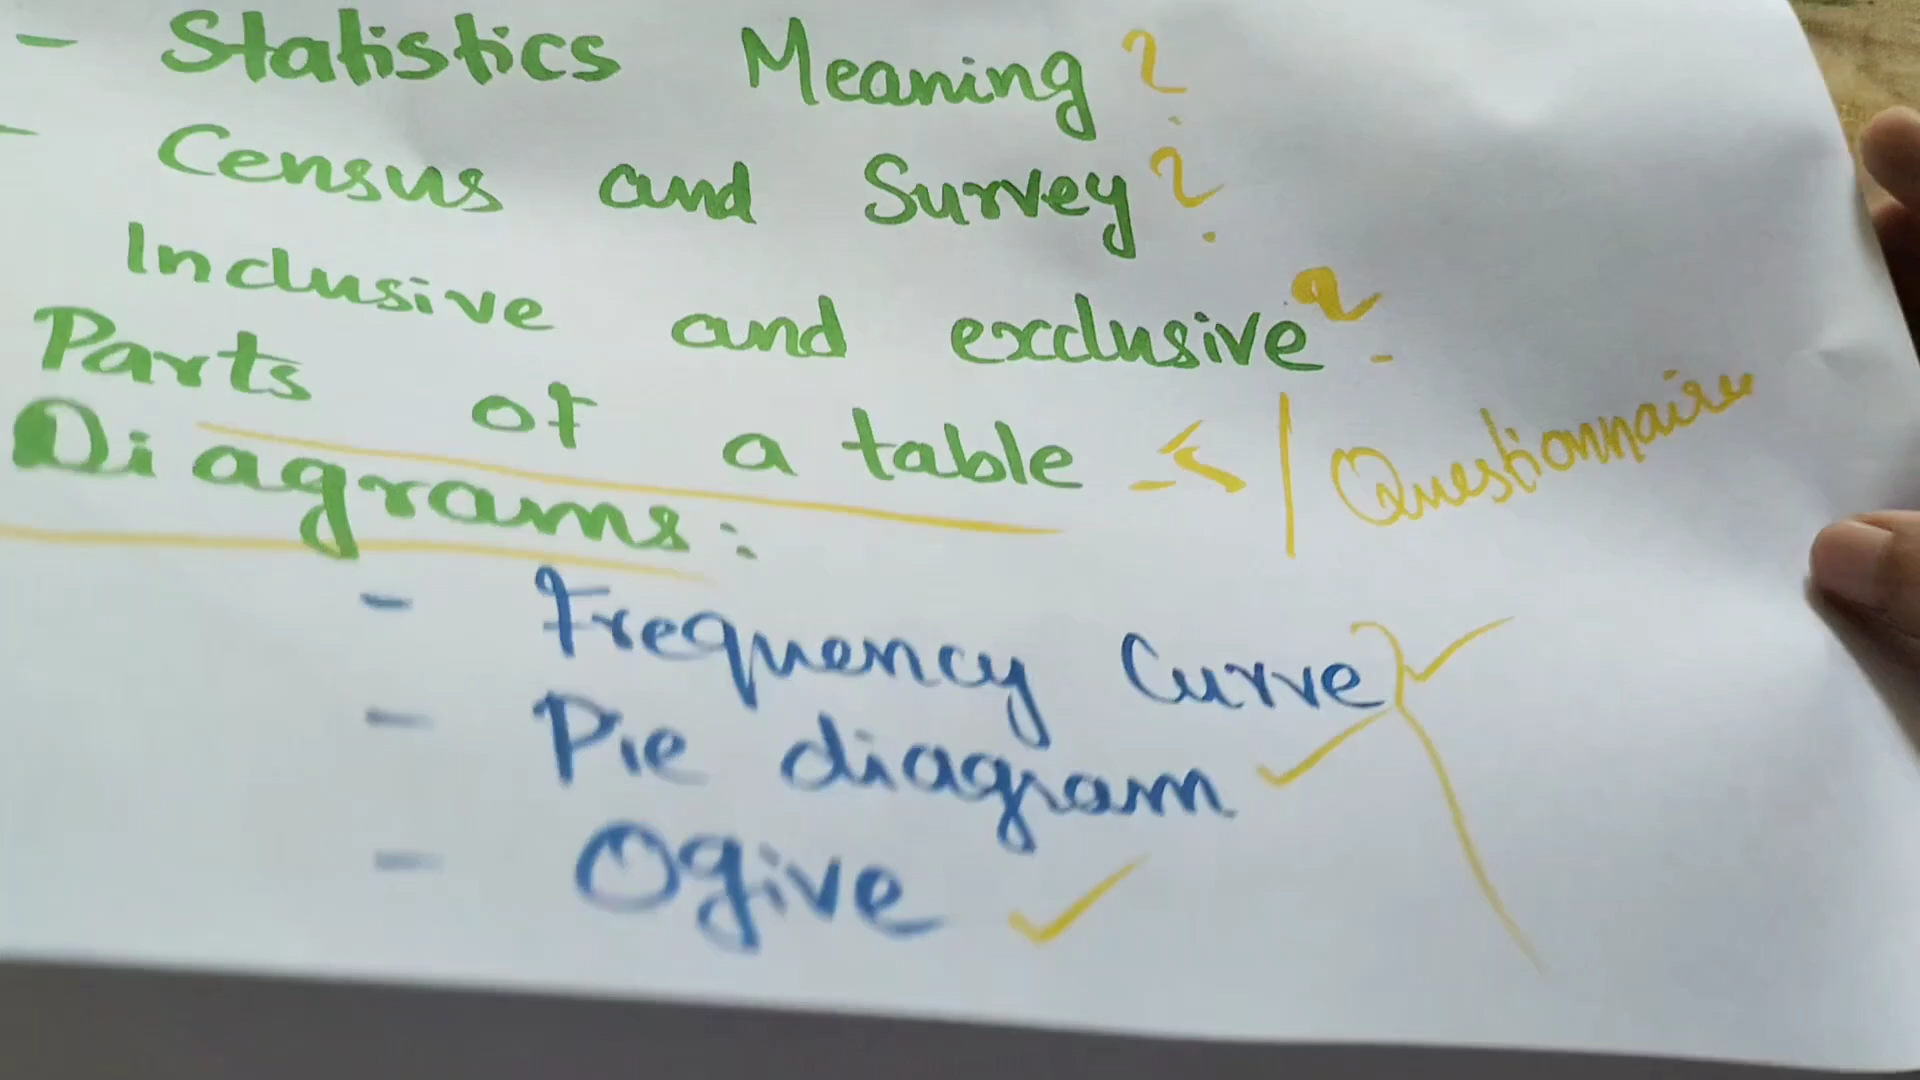 - Statistics Meaning?
- Census and Survey?
Inclusive and exclusive?
Parts of a table - | Questionnaire
Diagrams:
- Frequency Curve ✓
- Pie diagram ✓
- Ogive ✓